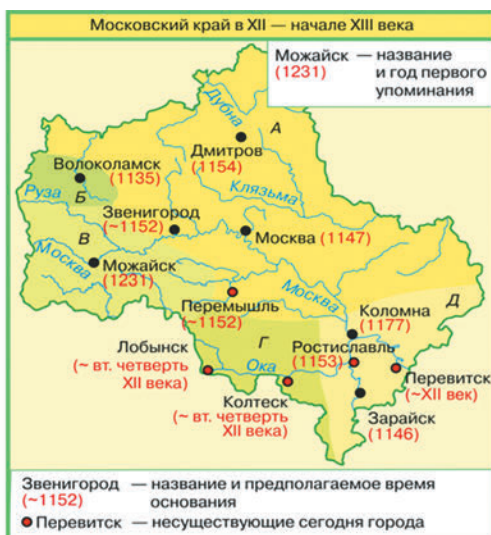 Московский край в XII — начале XIII века
Можайск — название
(1231) и год первого
упоминания
Дубна
А
Дмитров
(1154)
Волоколамск
(1135)
Клязьма
Руза
Б
Звенигород
(~1152)
Москва (1147)
В
Москва
Можайск
(1231)
Москва
Перемышль
(~1152)
Д
Коломна
(1177)
Г
Лобынск
(~ вт. четверть
XII века)
Ростиславль
(1153)
Ока
Перевитск
(~XII век)
Колтеск
(~ вт. четверть
XII века)
Зарайск
(1146)
Звенигород — название и предполагаемое время
(~1152) основания
Перевитск — несуществующие сегодня города